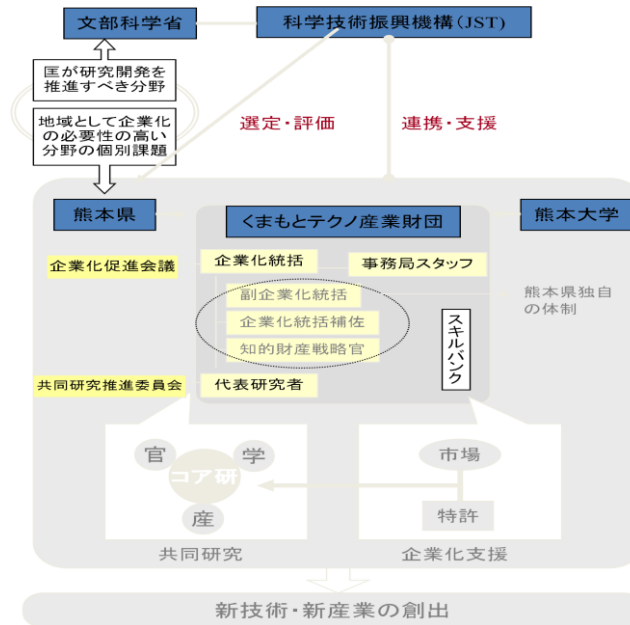 文部科学省
科学技術振興機構(JST)
匡が研究開発を
推進すべき分野
地域として企業化
の必要性の高い
分野の個別課題
選定・評価
連携・支援
熊本県
くまもとテクノ産業財団
熊本大学
企業化促進会議
企業化統括
事務局スタッフ
副企業化統括
企業化統括補佐
知的財産戦略官
熊本県独自
の体制
スキルバンク
共同研究推進委員会
代表研究者
官
学
コア研
産
市場
特許
共同研究
企業化支援
新技術・新産業の創出